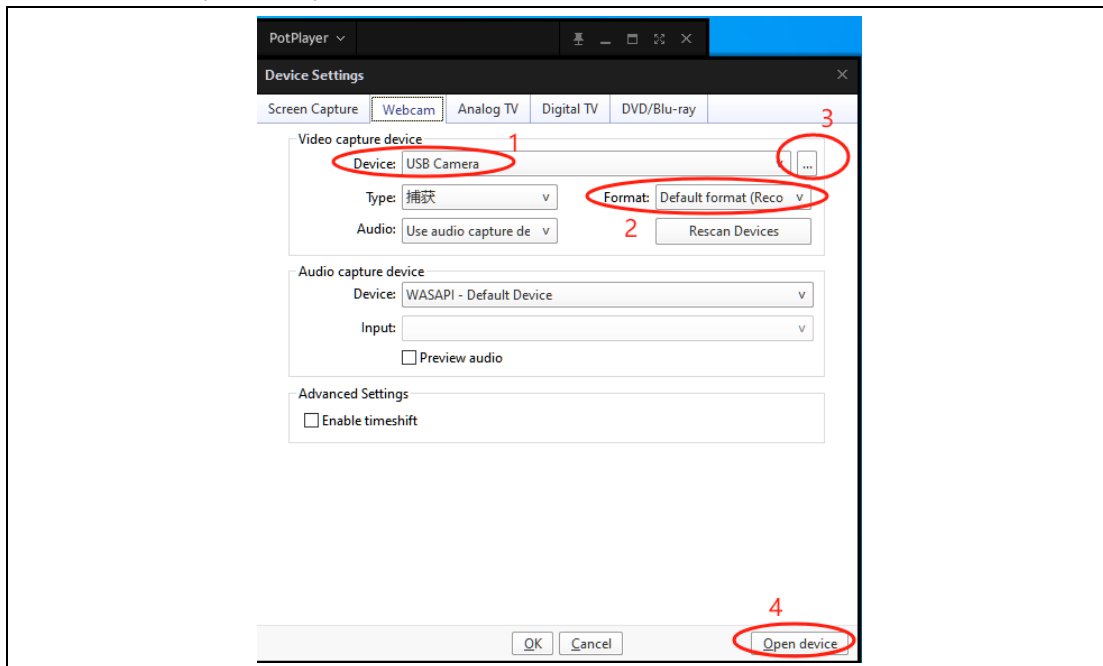 PotPlayer
Device Settings
Screen Capture Webcam Analog TV Digital TV DVD/Blu-ray
3
Video capture device
1
Device: USB Camera ...
Type: 捕获 Format: Default format (Reco
Audio: Use audio capture de 2 Rescan Devices
Audio capture device
Device: WASAPI - Default Device
Input:
Preview audio
Advanced Settings
Enable timeshift
4
OK Cancel Open device